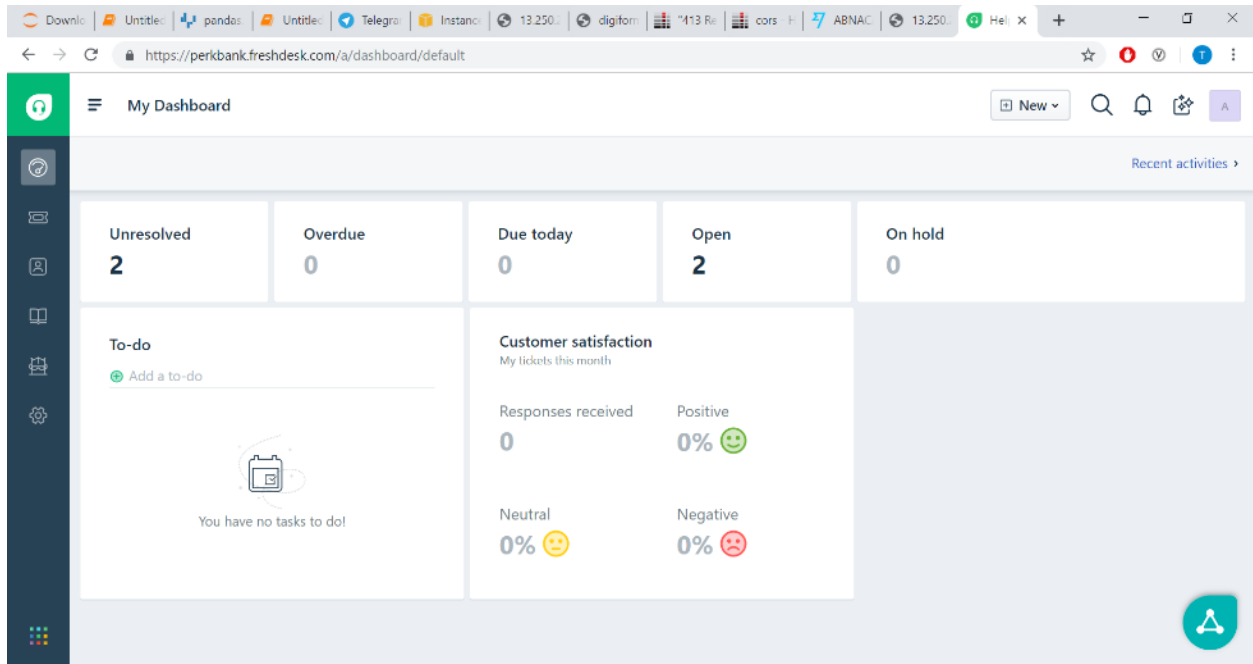 Downlo Untitled pandas Untitled Telegra Instanc 13.250. digiform "413 Re cors H ABNAC 13.250. Hel
https://perkbank.freshdesk.com/a/dashboard/default
My Dashboard New A
Recent activities
Unresolved Overdue Due today Open On hold
2 0 0 2 0
To-do
Add a to-do
You have no tasks to do!
Customer satisfaction
My tickets this month
Responses received Positive
0 0%
Neutral Negative
0% 0%